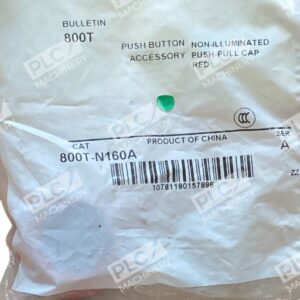 BULLETIN
800T
PUSH BUTTON NON-ILLUMINATED
ACCESSORY PUSH-PULL CAP
RED
PRODUCT OF CHINA
CAT SER
800T-N160A A
10781180157896
PLC
MACHINERY